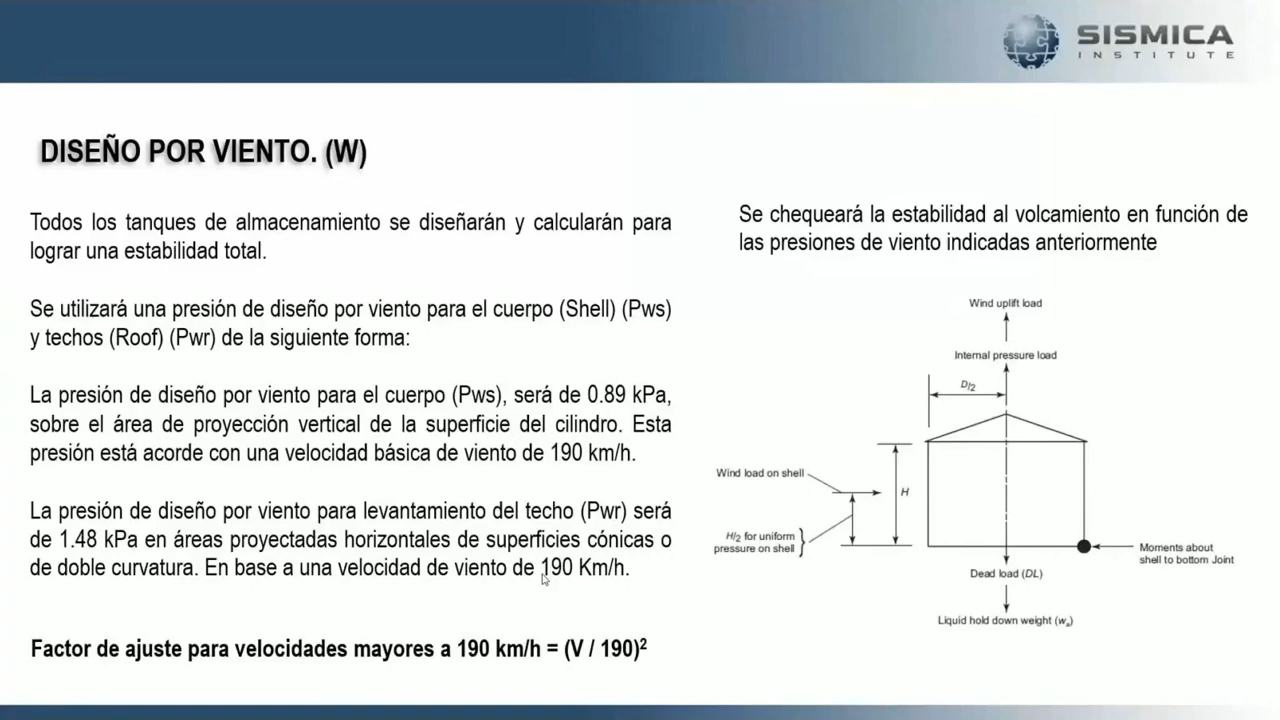 SISMICA
INSTITUTE
DISEÑO POR VIENTO. (W)
Todos los tanques de almacenamiento se diseñarán y calcularán para
lograr una estabilidad total.
Se utilizará una presión de diseño por viento para el cuerpo (Shell) (Pws)
y techos (Roof) (Pwr) de la siguiente forma:
La presión de diseño por viento para el cuerpo (Pws), será de 0.89 kPa,
sobre el área de proyección vertical de la superficie del cilindro. Esta
presión está acorde con una velocidad básica de viento de 190 km/h.
La presión de diseño por viento para levantamiento del techo (Pwr) será
de 1.48 kPa en áreas proyectadas horizontales de superficies cónicas o
de doble curvatura. En base a una velocidad de viento de 190 Km/h.
Factor de ajuste para velocidades mayores a 190 km/h = (V / 190)²
Se chequeará la estabilidad al volcamiento en función de
las presiones de viento indicadas anteriormente
Wind uplift load
Internal pressure load
D/2
Wind load on shell
H
H/2 for uniform
pressure on shell
Moments about
shell to bottom Joint
Dead load (DL)
Liquid hold down weight (wₐ)